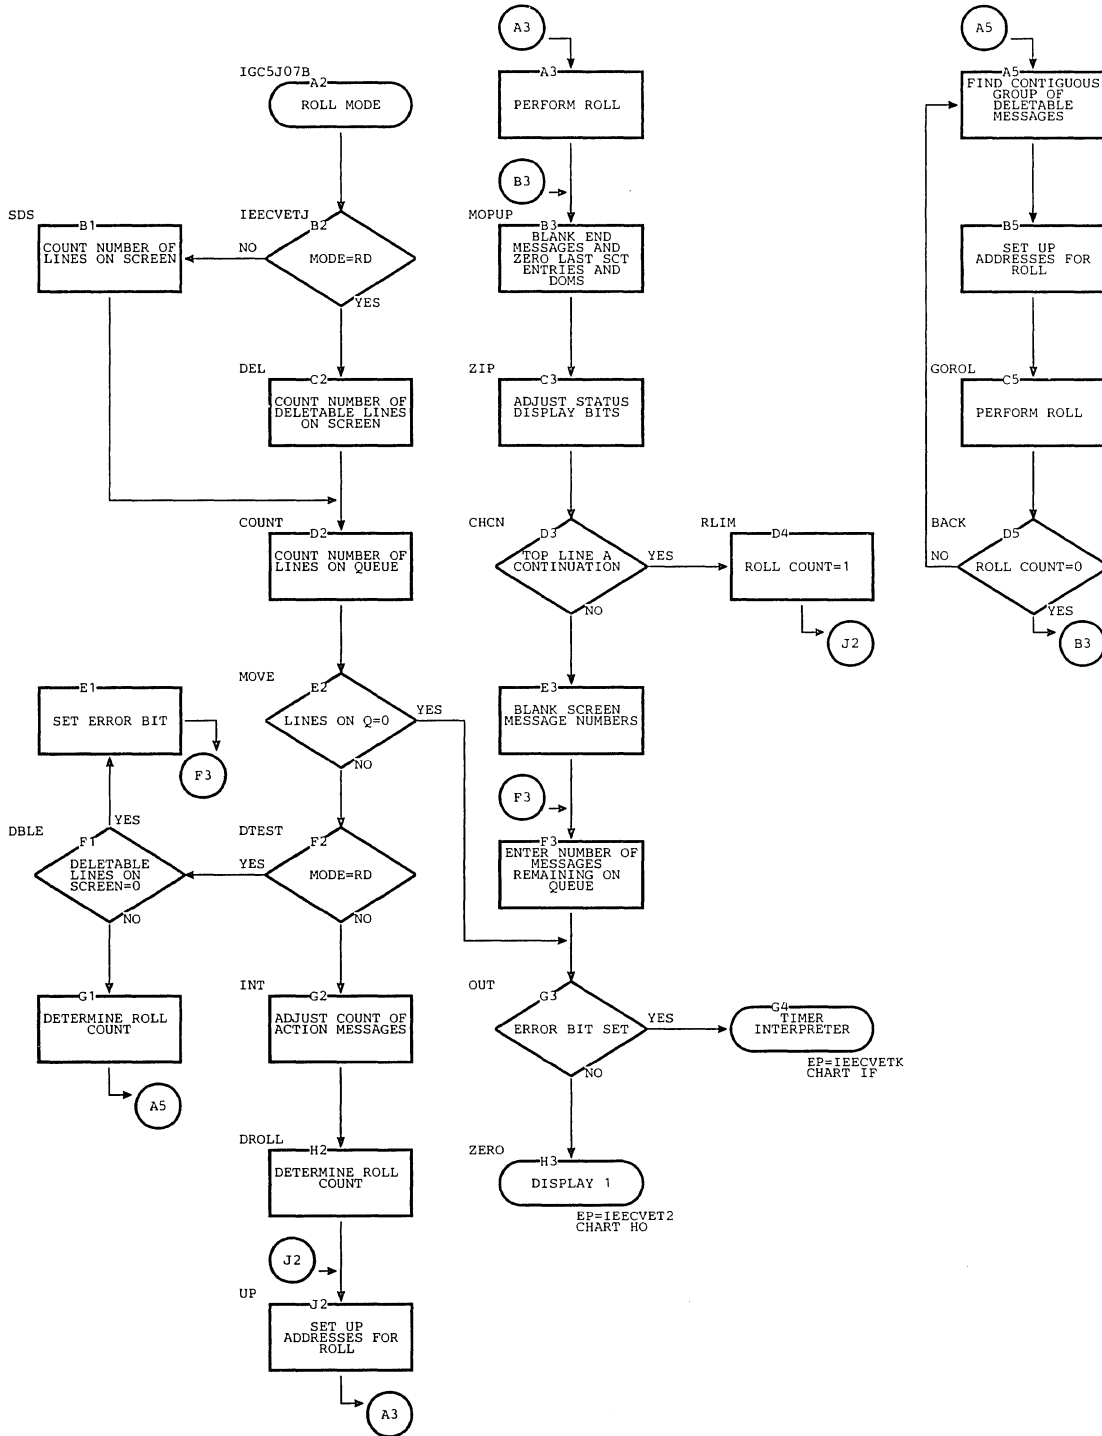 IGC5J07B
A2
ROLL MODE
IEECVETJ
B2
MODE=RD
NO
YES
SDS
B1
COUNT NUMBER OF
LINES ON SCREEN
DEL
C2
COUNT NUMBER OF
DELETABLE LINES
ON SCREEN
COUNT
D2
COUNT NUMBER OF
LINES ON QUEUE
MOVE
E2
LINES ON Q=0
YES
NO
E1
SET ERROR BIT
F3
DBLE
YES
F1
DELETABLE
LINES ON
SCREEN=0
NO
DTEST
F2
YES
MODE=RD
NO
G1
DETERMINE ROLL
COUNT
A5
INT
G2
ADJUST COUNT OF
ACTION MESSAGES
DROLL
H2
DETERMINE ROLL
COUNT
J2
UP
J2
SET UP
ADDRESSES FOR
ROLL
A3
A3
A3
PERFORM ROLL
B3
MOPUP
B3
BLANK END
MESSAGES AND
ZERO LAST SCT
ENTRIES AND
DOMS
ZIP
C3
ADJUST STATUS
DISPLAY BITS
CHCN
D3
TOP LINE A
CONTINUATION
YES
NO
RLIM
D4
ROLL COUNT=1
J2
E3
BLANK SCREEN
MESSAGE NUMBERS
F3
F3
ENTER NUMBER OF
MESSAGES
REMAINING ON
QUEUE
OUT
G3
ERROR BIT SET
YES
NO
G4
TIMER
INTERPRETER
EP=IEECVETK
CHART IF
ZERO
H3
DISPLAY 1
EP=IEECVET2
CHART HO
A5
A5
FIND CONTIGUOUS
GROUP OF
DELETABLE
MESSAGES
B5
SET UP
ADDRESSES FOR
ROLL
GOROL
C5
PERFORM ROLL
BACK
D5
NO
ROLL COUNT=0
YES
B3